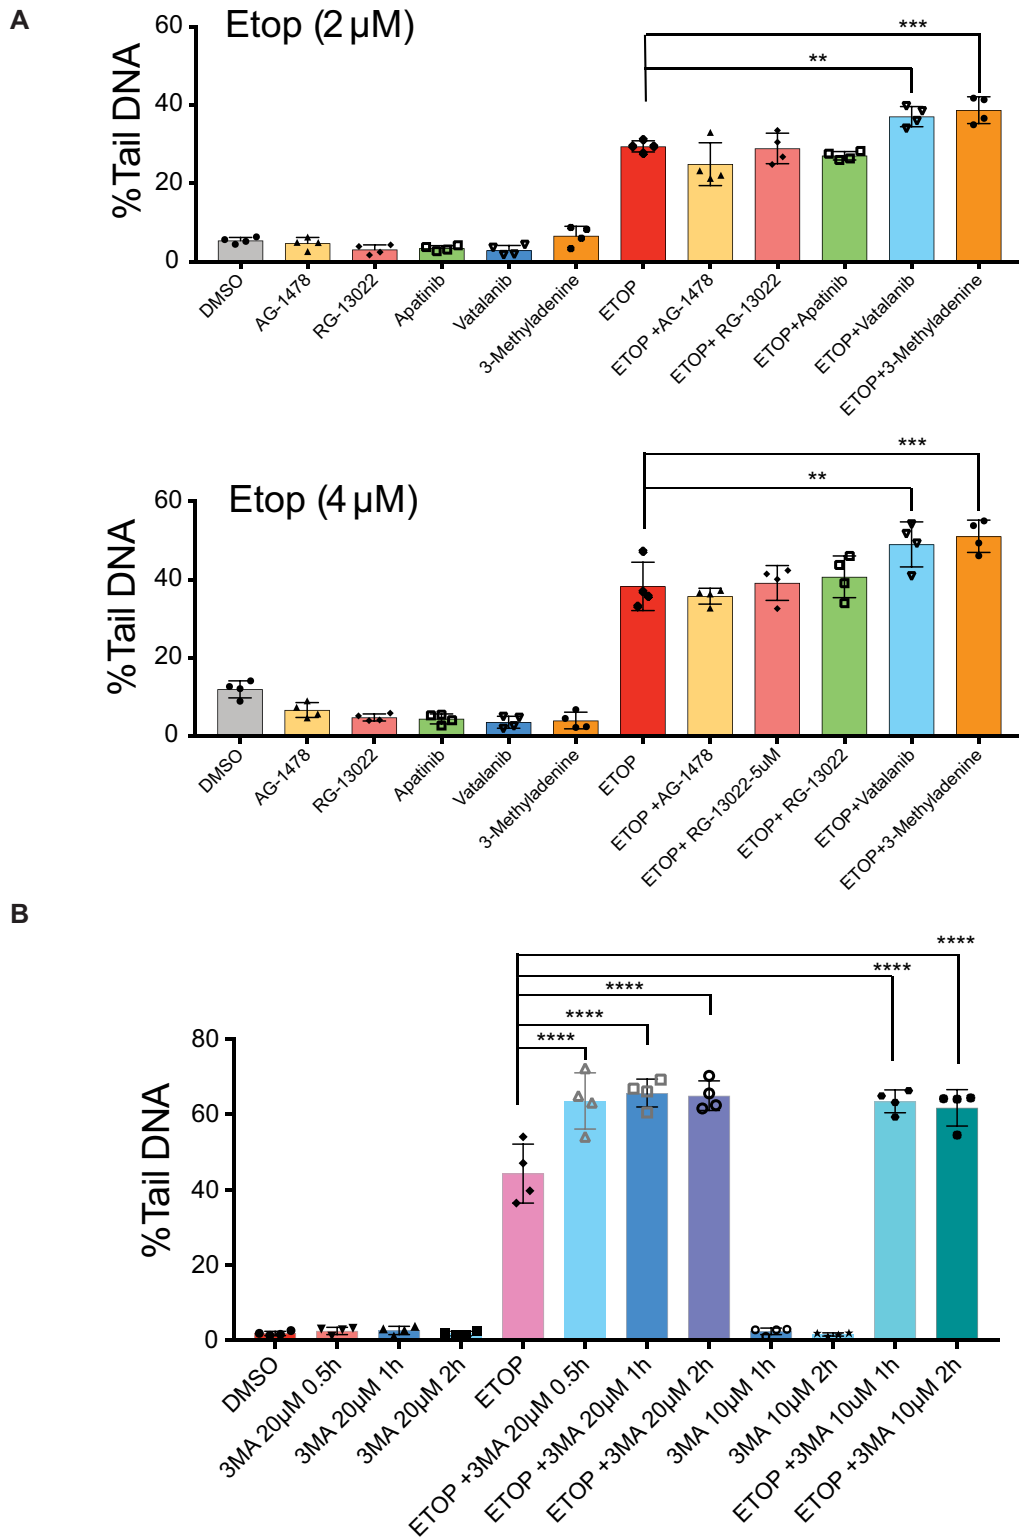 A
Etop (2 µM)
%Tail DNA
60
40
20
0
**
***
DMSO
AG-1478
RG-13022
Apatinib
Vatalanib
3-Methyladenine
ETOP
ETOP +AG-1478
ETOP+ RG-13022
ETOP+Apatinib
ETOP+Vatalanib
ETOP+3-Methyladenine
Etop (4 µM)
%Tail DNA
60
40
20
0
**
***
DMSO
AG-1478
RG-13022
Apatinib
Vatalanib
3-Methyladenine
ETOP
ETOP +AG-1478
ETOP+ RG-13022-5uM
ETOP+ RG-13022
ETOP+Vatalanib
ETOP+3-Methyladenine
B
%Tail DNA
80
60
40
20
0
****
****
****
****
****
DMSO
3MA 20µM 0.5h
3MA 20µM 1h
3MA 20µM 2h
ETOP
ETOP +3MA 20µM 0.5h
ETOP +3MA 20µM 1h
ETOP +3MA 20µM 2h
3MA 10µM 1h
3MA 10µM 2h
ETOP +3MA 10µM 1h
ETOP +3MA 10µM 2h